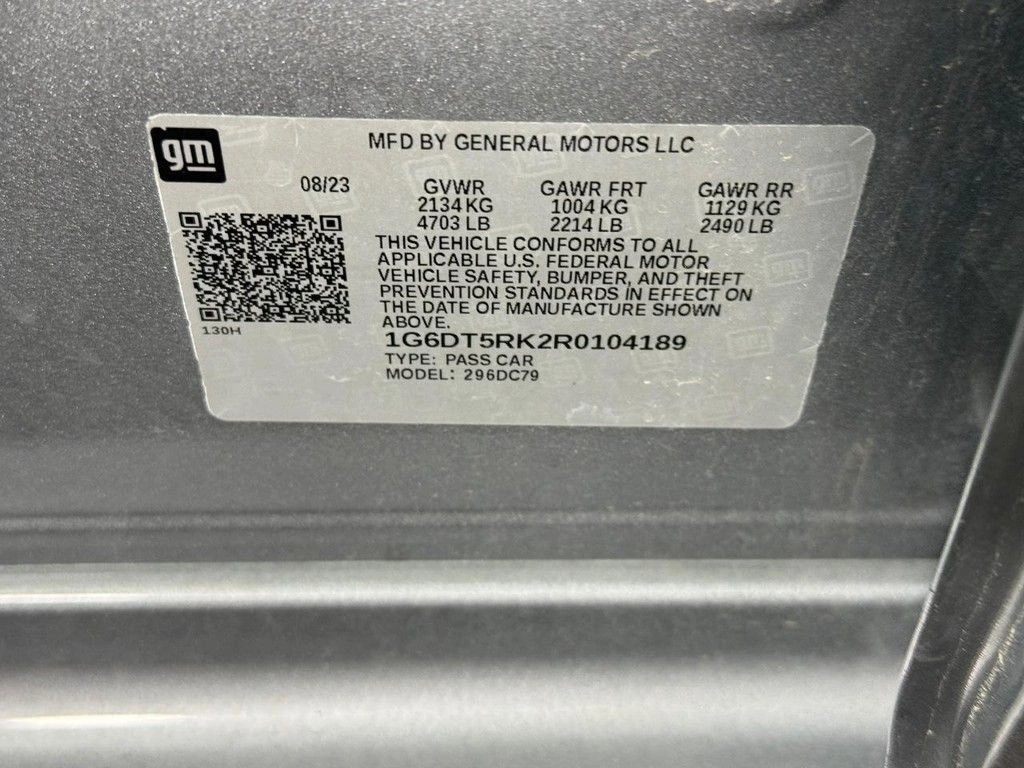 gm
MFD BY GENERAL MOTORS LLC
08/23 GVWR GAWR FRT GAWR RR
2134 KG 1004 KG 1129 KG
4703 LB 2214 LB 2490 LB
THIS VEHICLE CONFORMS TO ALL
APPLICABLE U.S. FEDERAL MOTOR
VEHICLE SAFETY, BUMPER, AND THEFT
PREVENTION STANDARDS IN EFFECT ON
THE DATE OF MANUFACTURE SHOWN
ABOVE.
130H
1G6DT5RK2R0104189
TYPE: PASS CAR
MODEL: 296DC79